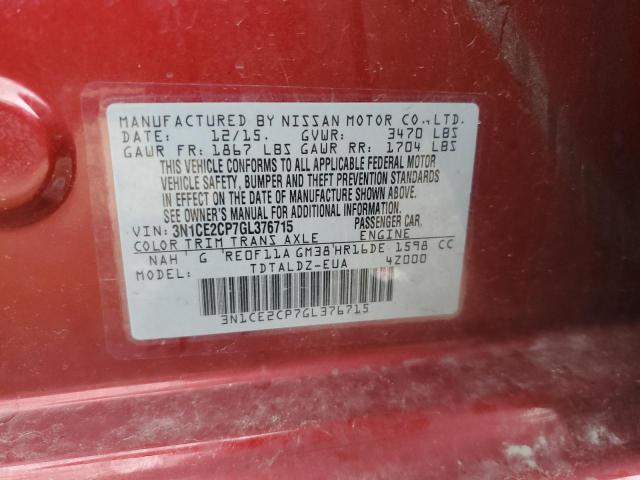 MANUFACTURED BY NISSAN MOTOR CO.,LTD.
DATE: 12/15. GVWR: 3470 LBS
GAWR FR: 1867 LBS GAWR RR: 1704 LBS
THIS VEHICLE CONFORMS TO ALL APPLICABLE FEDERAL MOTOR
VEHICLE SAFETY, BUMPER AND THEFT PREVENTION STANDARDS
IN EFFECT ON THE DATE OF MANUFACTURE SHOWN ABOVE.
SEE OWNER'S MANUAL FOR ADDITIONAL INFORMATION.
VIN: 3N1CE2CP7GL376715 PASSENGER CAR
COLOR TRIM TRANS AXLE ENGINE
NAH ' G 'RE0F11A GM38'HR16DE 1598 CC
MODEL: TDTALDZ-EUA 4Z000
3N1CE2CP7GL376715